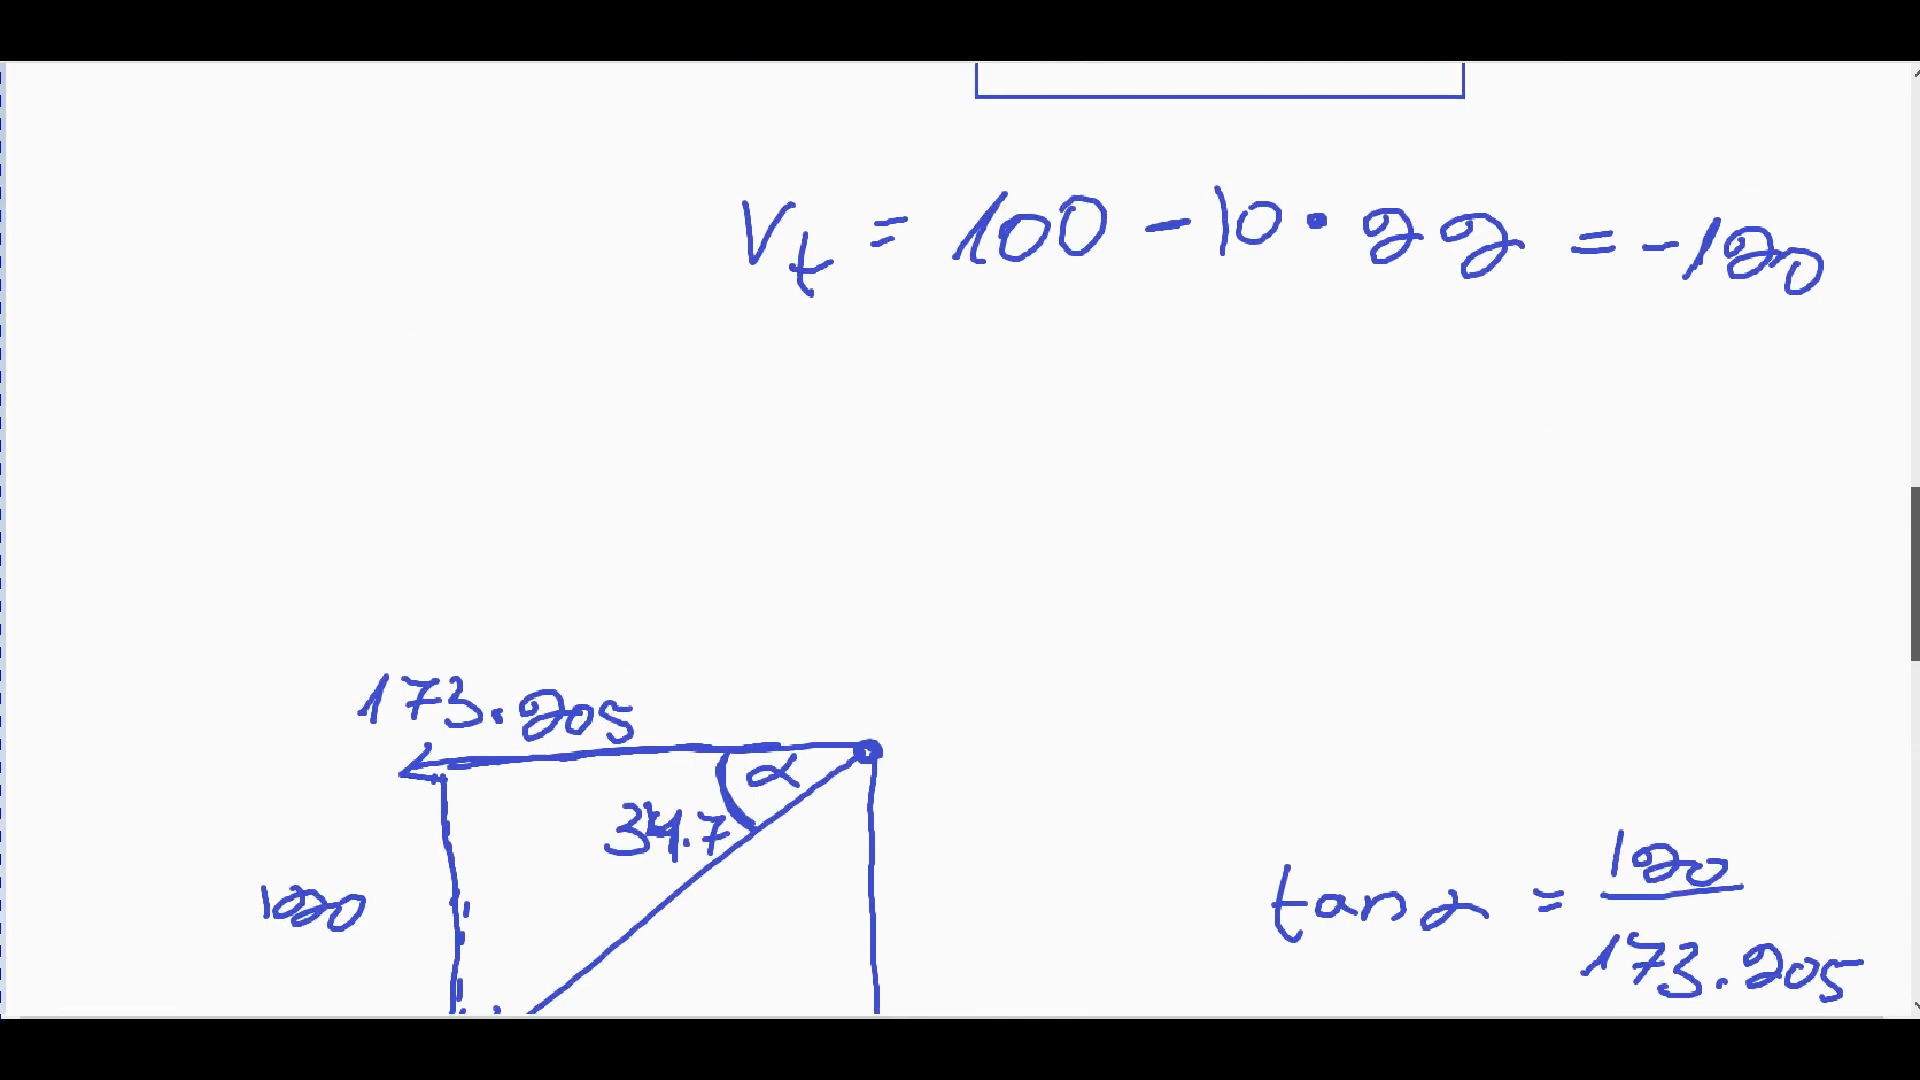 Vt = 100 - 10 • 22 = -120
173.205
α
34.7
120
tan α = 120 / 173.205